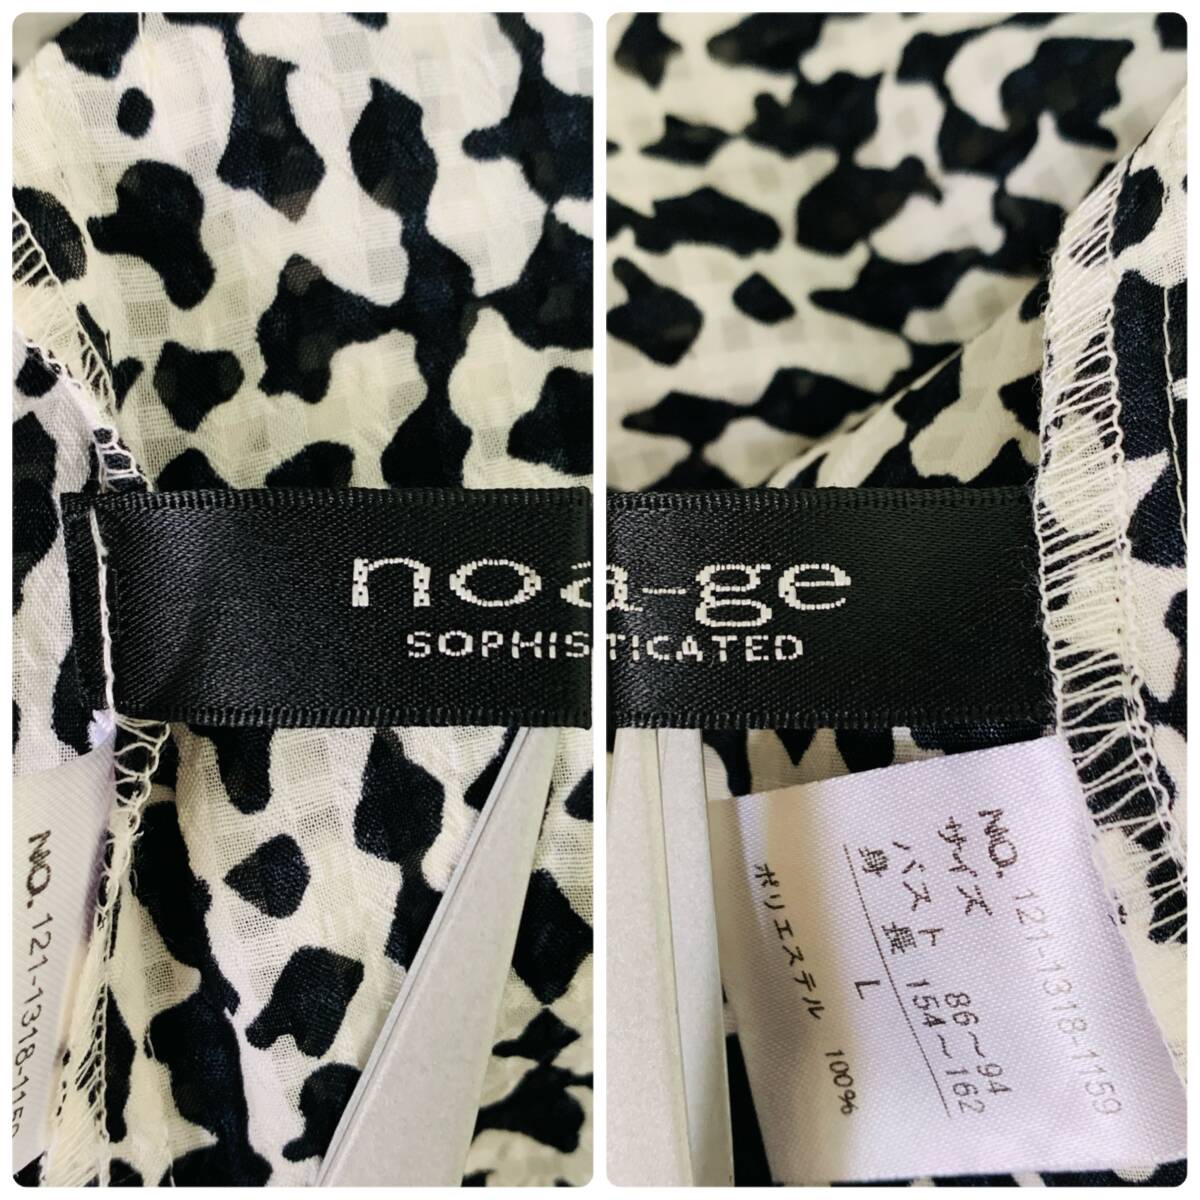 noa-ge
SOPHISTICATED
NO. 121-1318-1159
NO. 121-1318-1159
サイズ
バスト 86～94
身長 154～162
L
ポリエステル 100%